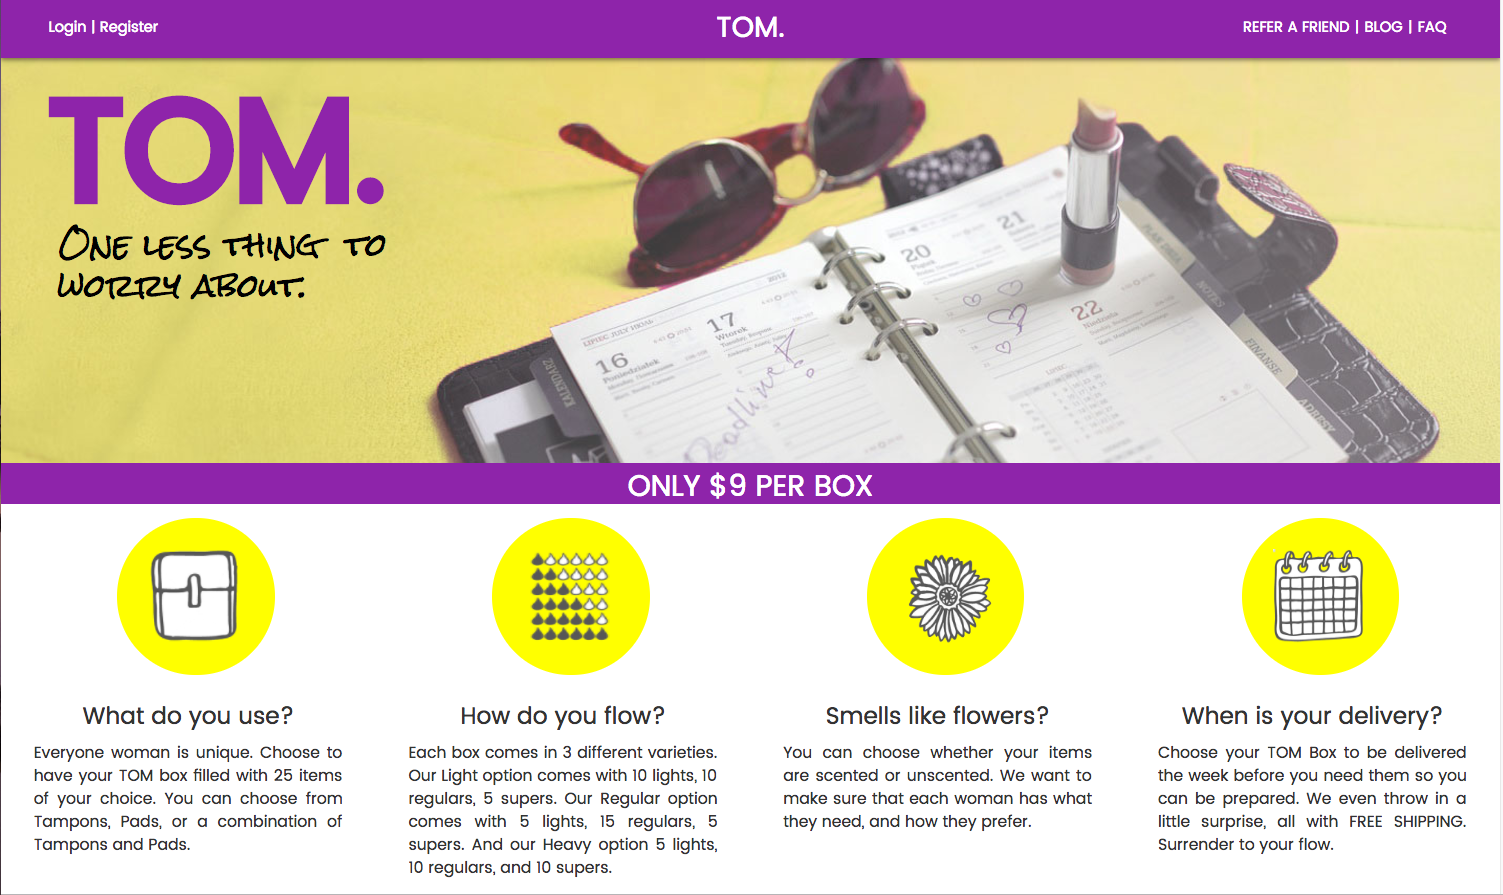 Login | Register
TOM.
REFER A FRIEND | BLOG | FAQ
TOM.
ONE LESS THING TO
WORRY ABOUT.
LIPIEC JULY
2012
16
Poniedziałek
17
Wtorek
Deadline!
KALENDARZ
20
Piątek
21
22
Niedziela
LIPIEC
PLAN DNIA
NOTES
FINANSE
ADRESY
ONLY $9 PER BOX
What do you use?
Everyone woman is unique. Choose to
have your TOM box filled with 25 items
of your choice. You can choose from
Tampons, Pads, or a combination of
Tampons and Pads.
How do you flow?
Each box comes in 3 different varieties.
Our Light option comes with 10 lights, 10
regulars, 5 supers. Our Regular option
comes with 5 lights, 15 regulars, 5
supers. And our Heavy option 5 lights,
10 regulars, and 10 supers.
Smells like flowers?
You can choose whether your items
are scented or unscented. We want to
make sure that each woman has what
they need, and how they prefer.
When is your delivery?
Choose your TOM Box to be delivered
the week before you need them so you
can be prepared. We even throw in a
little surprise, all with FREE SHIPPING.
Surrender to your flow.